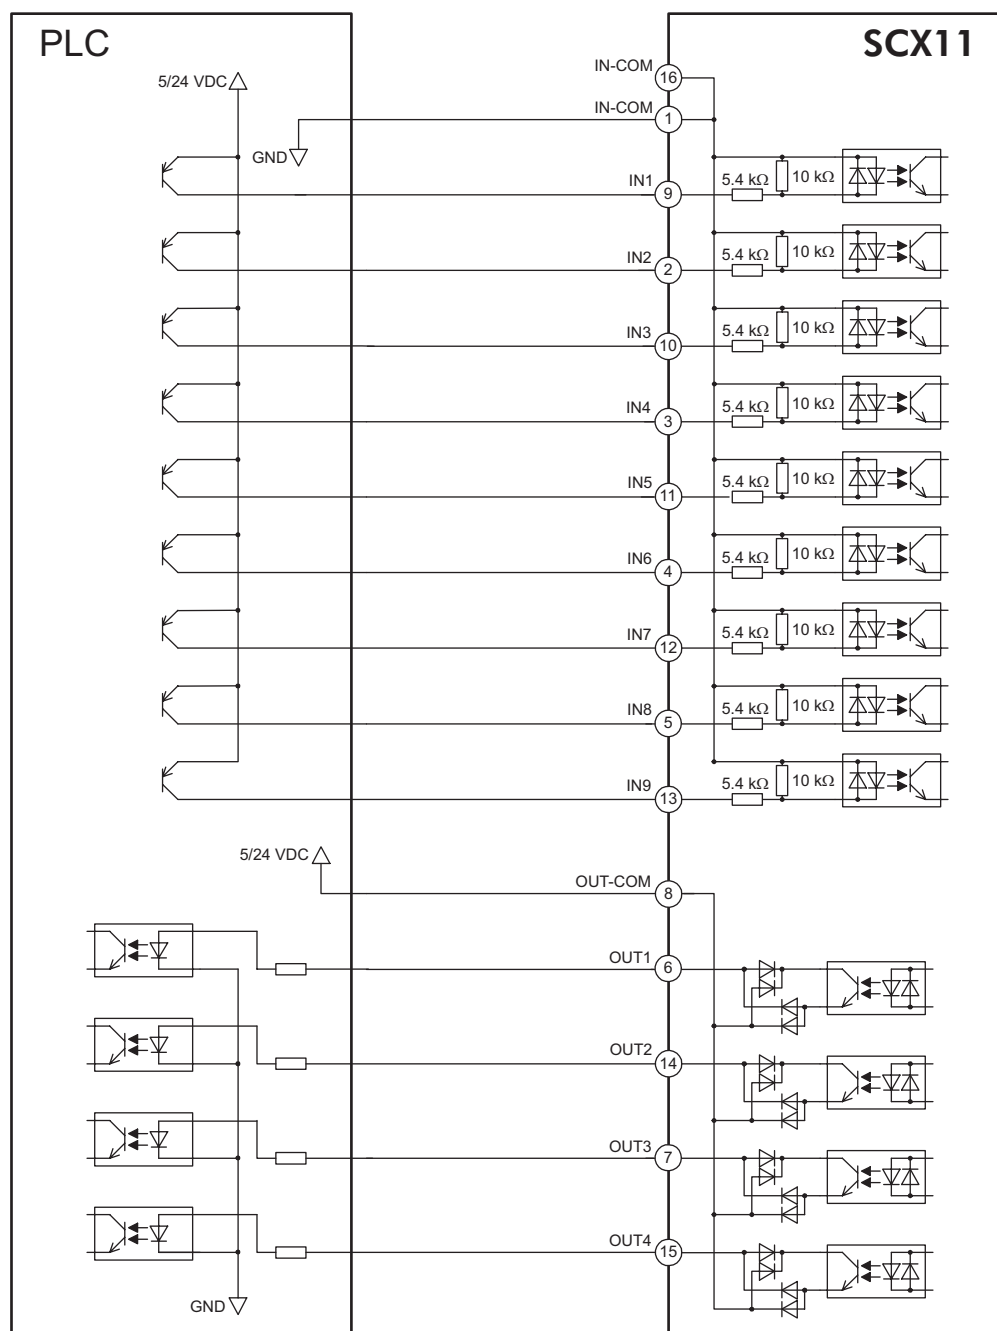 PLC
SCX11
5/24 VDC
IN-COM
16
IN-COM
1
GND
IN1
9
5.4 kΩ
10 kΩ
IN2
2
5.4 kΩ
10 kΩ
IN3
10
5.4 kΩ
10 kΩ
IN4
3
5.4 kΩ
10 kΩ
IN5
11
5.4 kΩ
10 kΩ
IN6
4
5.4 kΩ
10 kΩ
IN7
12
5.4 kΩ
10 kΩ
IN8
5
5.4 kΩ
10 kΩ
IN9
13
5.4 kΩ
10 kΩ
5/24 VDC
OUT-COM
8
OUT1
6
OUT2
14
OUT3
7
OUT4
15
GND